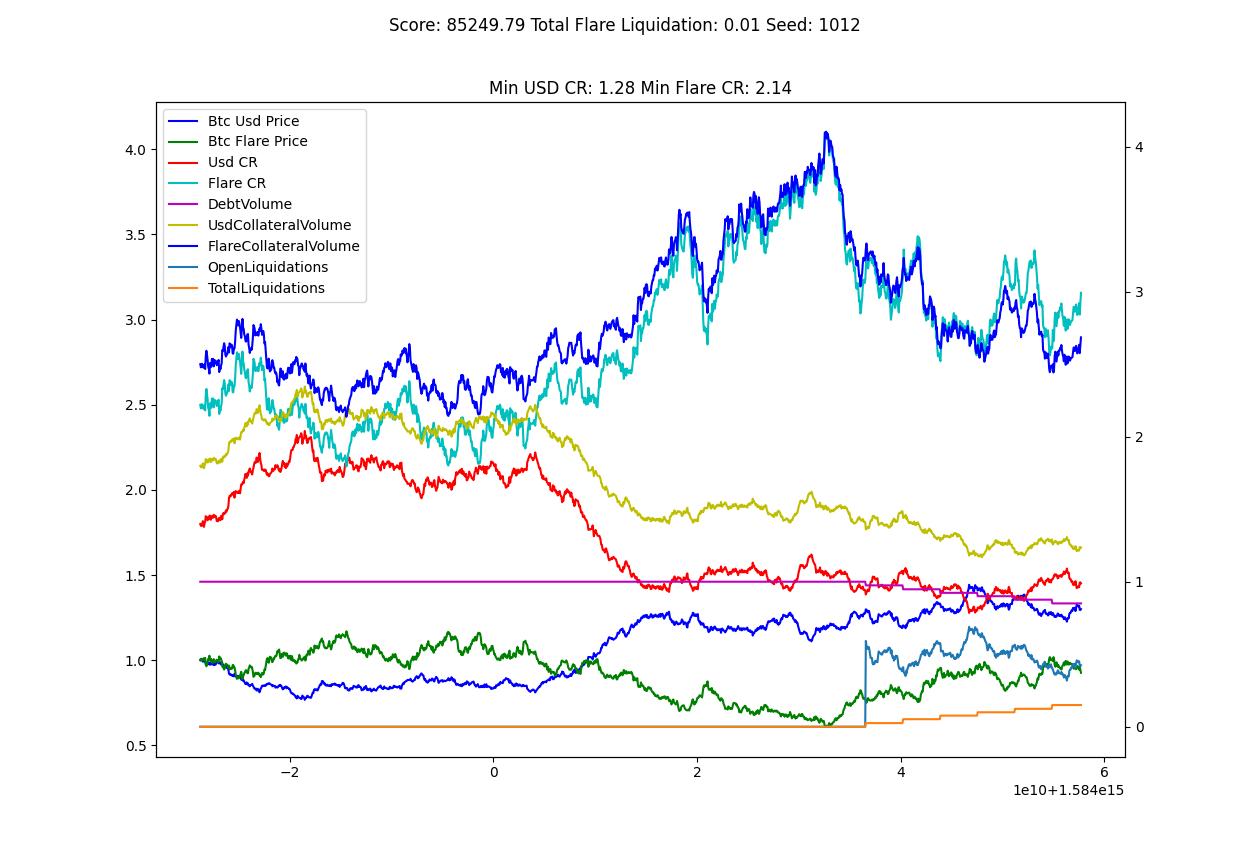 Score: 85249.79 Total Flare Liquidation: 0.01 Seed: 1012
Min USD CR: 1.28 Min Flare CR: 2.14
Btc Usd Price
Btc Flare Price
Usd CR
Flare CR
DebtVolume
UsdCollateralVolume
FlareCollateralVolume
OpenLiquidations
TotalLiquidations
4.0
3.5
3.0
2.5
2.0
1.5
1.0
0.5
4
3
2
1
0
−2
0
2
4
6
1e10+1.584e15